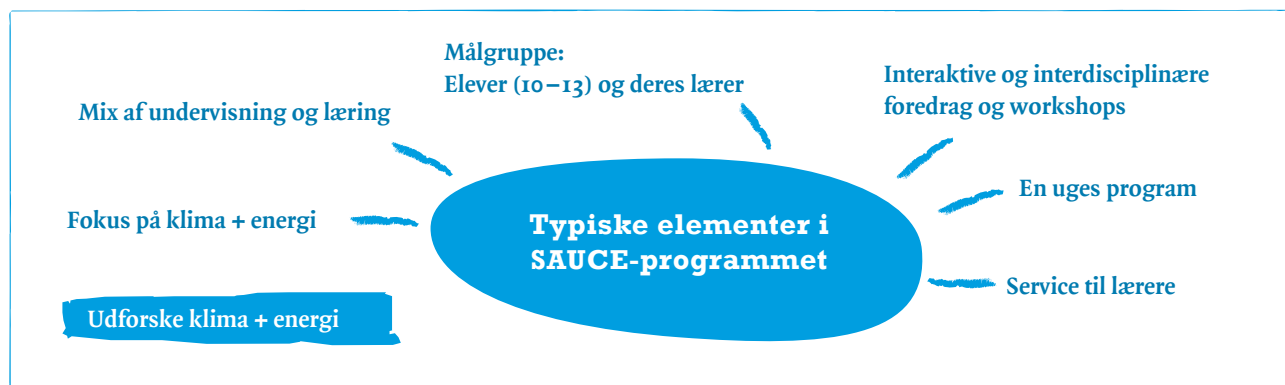 Målgruppe:
Elever (10–13) og deres lærer
Interaktive og interdisciplinære
foredrag og workshops
Mix af undervisning og læring
En uges program
Fokus på klima + energi
Typiske elementer i
SAUCE-programmet
Service til lærere
Udforske klima + energi